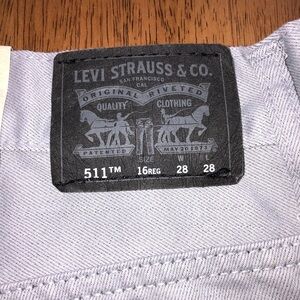 LEVI STRAUSS & CO.
SAN FRANCISCO
CAL
ORIGINAL RIVETED
QUALITY CLOTHING
PATENTED MAY 20 1873
SIZE W L
511™ 16REG 28 28